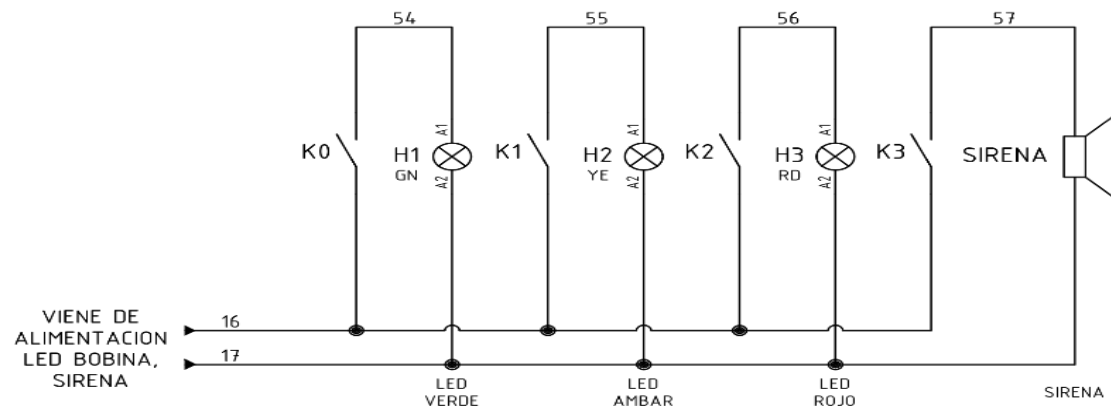 54
55
56
57
K0
A1
H1
GN
A2
K1
A1
H2
YE
A2
K2
A1
H3
RD
A2
K3
SIRENA
VIENE DE
ALIMENTACION
LED BOBINA,
SIRENA
16
17
LED
VERDE
LED
AMBAR
LED
ROJO
SIRENA